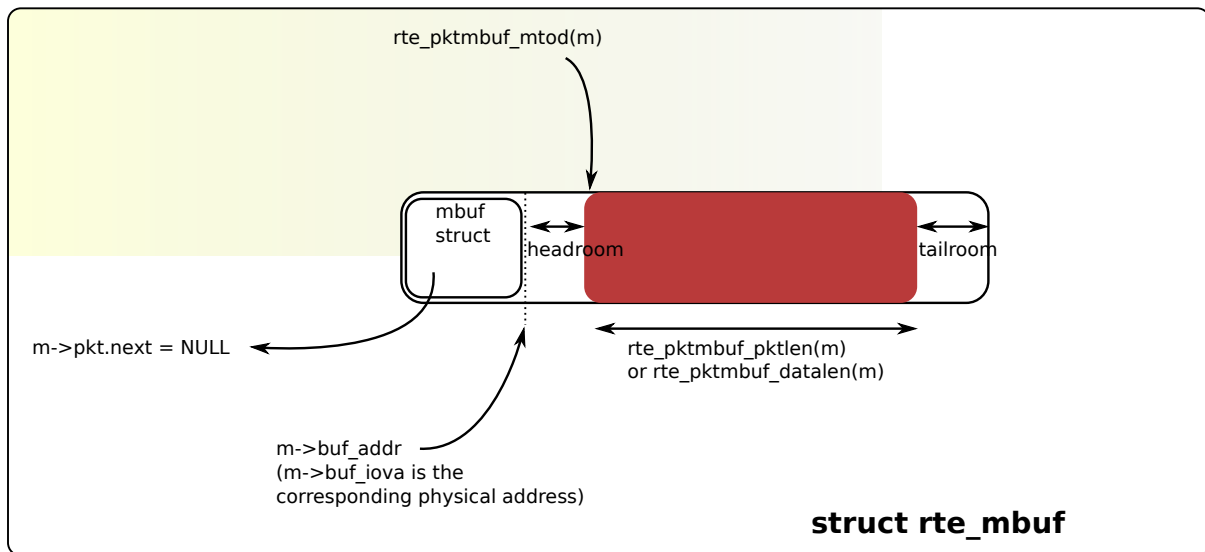 rte_pktmbuf_mtod(m)
mbuf
struct
headroom
tailroom
m->pkt.next = NULL
rte_pktmbuf_pktlen(m)
or rte_pktmbuf_datalen(m)
m->buf_addr
(m->buf_iova is the
corresponding physical address)
struct rte_mbuf